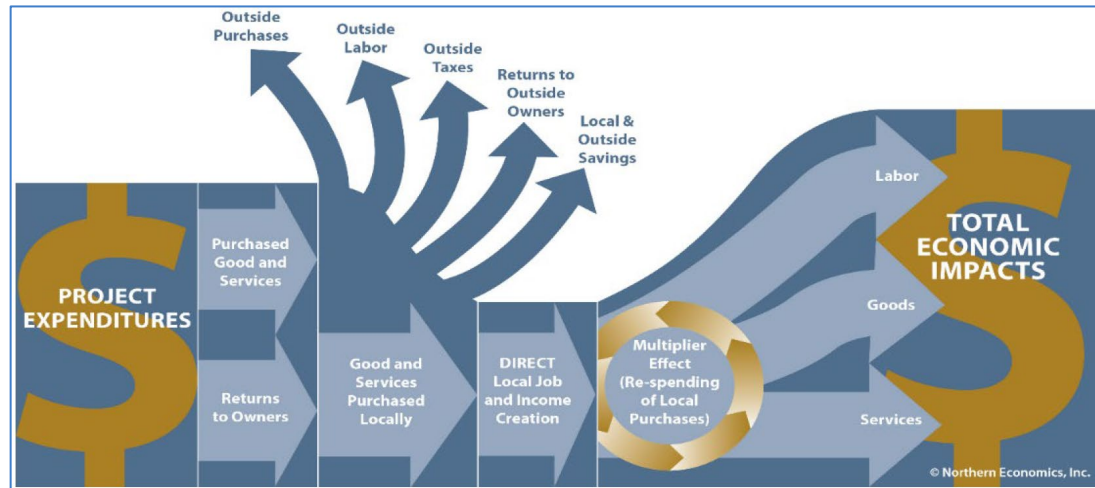 Outside
Purchases
Outside
Labor
Outside
Taxes
Returns to
Outside
Owners
Local &
Outside
Savings
PROJECT
EXPENDITURES
Purchased
Good and
Services
Returns
to Owners
Good and
Services
Purchased
Locally
DIRECT
Local Job
and Income
Creation
Multiplier
Effect
(Re-spending
of Local
Purchases)
Labor
Goods
Services
TOTAL
ECONOMIC
IMPACTS
© Northern Economics, Inc.